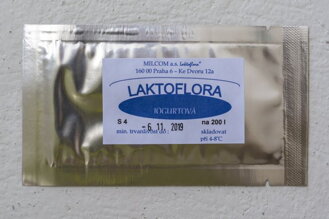 MILCOM a.s. Laktoflora®
160 00 Praha 6 – Ke Dvoru 12a
LAKTOFLORA
JOGURTOVÁ
S 4 na 200 l
- 6. 11. 2019
min. trvanlivost do : skladovat
při 4-8°C